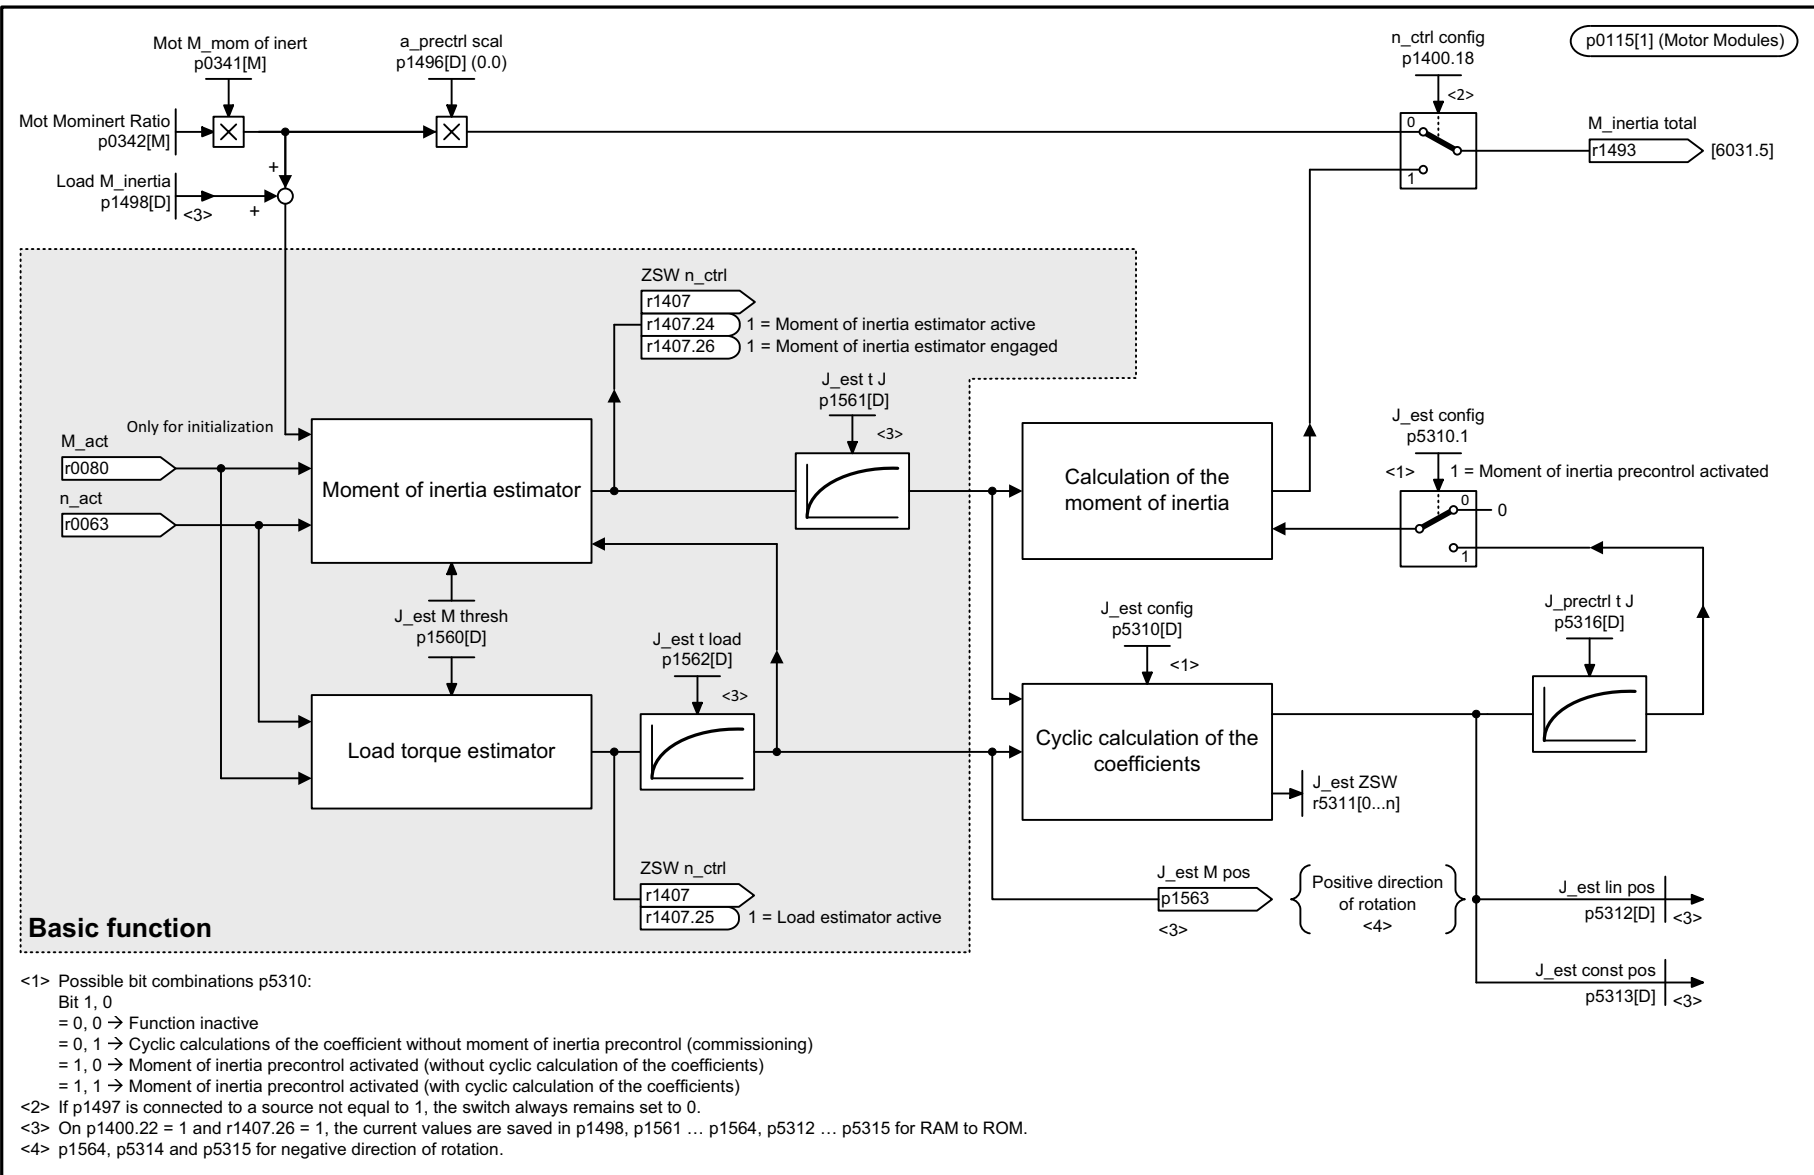 Mot M_mom of inert
p0341[M]
a_prectrl scal
p1496[D] (0.0)
n_ctrl config
p1400.18
<2>
p0115[1] (Motor Modules)
Mot Mominert Ratio
p0342[M]
0
1
M_inertia total
r1493
[6031.5]
Load M_inertia
p1498[D]
<3>
+
+
ZSW n_ctrl
r1407
r1407.24
1 = Moment of inertia estimator active
r1407.26
1 = Moment of inertia estimator engaged
J_est t J
p1561[D]
<3>
Only for initialization
M_act
r0080
n_act
r0063
Moment of inertia estimator
Calculation of the
moment of inertia
J_est config
p5310.1
<1>
1 = Moment of inertia precontrol activated
0
0
1
J_est M thresh
p1560[D]
J_est t load
p1562[D]
<3>
J_est config
p5310[D]
<1>
J_prectrl t J
p5316[D]
Load torque estimator
Cyclic calculation of the
coefficients
J_est ZSW
r5311[0...n]
ZSW n_ctrl
r1407
r1407.25
1 = Load estimator active
J_est M pos
p1563
<3>
Positive direction
of rotation
<4>
J_est lin pos
p5312[D]
<3>
J_est const pos
p5313[D]
<3>
Basic function
<1> Possible bit combinations p5310:
Bit 1, 0
= 0, 0 → Function inactive
= 0, 1 → Cyclic calculations of the coefficient without moment of inertia precontrol (commissioning)
= 1, 0 → Moment of inertia precontrol activated (without cyclic calculation of the coefficients)
= 1, 1 → Moment of inertia precontrol activated (with cyclic calculation of the coefficients)
<2> If p1497 is connected to a source not equal to 1, the switch always remains set to 0.
<3> On p1400.22 = 1 and r1407.26 = 1, the current values are saved in p1498, p1561 … p1564, p5312 … p5315 for RAM to ROM.
<4> p1564, p5314 and p5315 for negative direction of rotation.